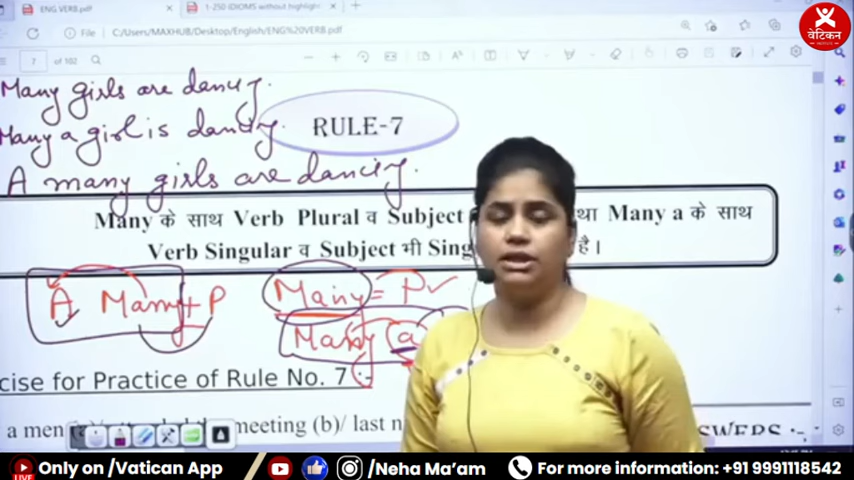 ENG VERB.pdf
1-250 IDIOMS-without highligh
File C:/Users/MAXHUB/Desktop/English/ENG%20VERB.pdf
7 of 102
वेटिकन
Many girls are dancing.
Many a girl is dancing.
RULE-7
A many girls are dancing.
Many के साथ Verb Plural व Subject था Many a के साथ
Verb Singular व Subject भी Sing है।
A Many + P
Many = P
Many a
cise for Practice of Rule No. 7 :-
a men meeting (b)/ last n
SWERS :-
LIVE Only on/Vatican App /Neha Ma'am For more information: +91 9991118542